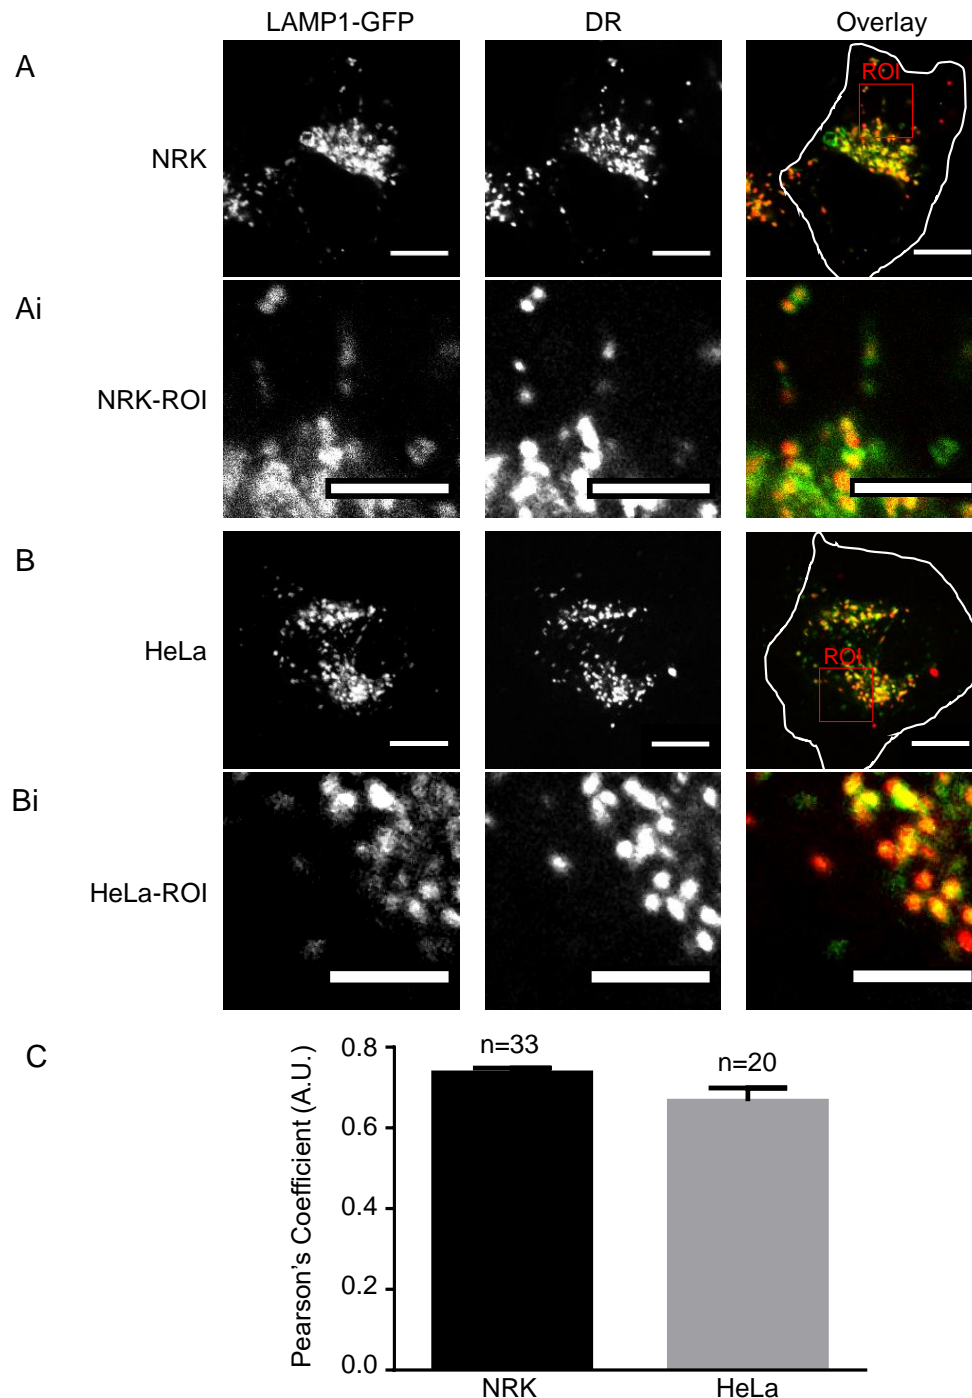 LAMP1-GFP DR Overlay
A
ROI
NRK
Ai
NRK-ROI
B
HeLa
ROI
Bi
HeLa-ROI
C
Pearson's Coefficient (A.U.)
0.8
0.6
0.4
0.2
0.0
n=33
n=20
NRK
HeLa